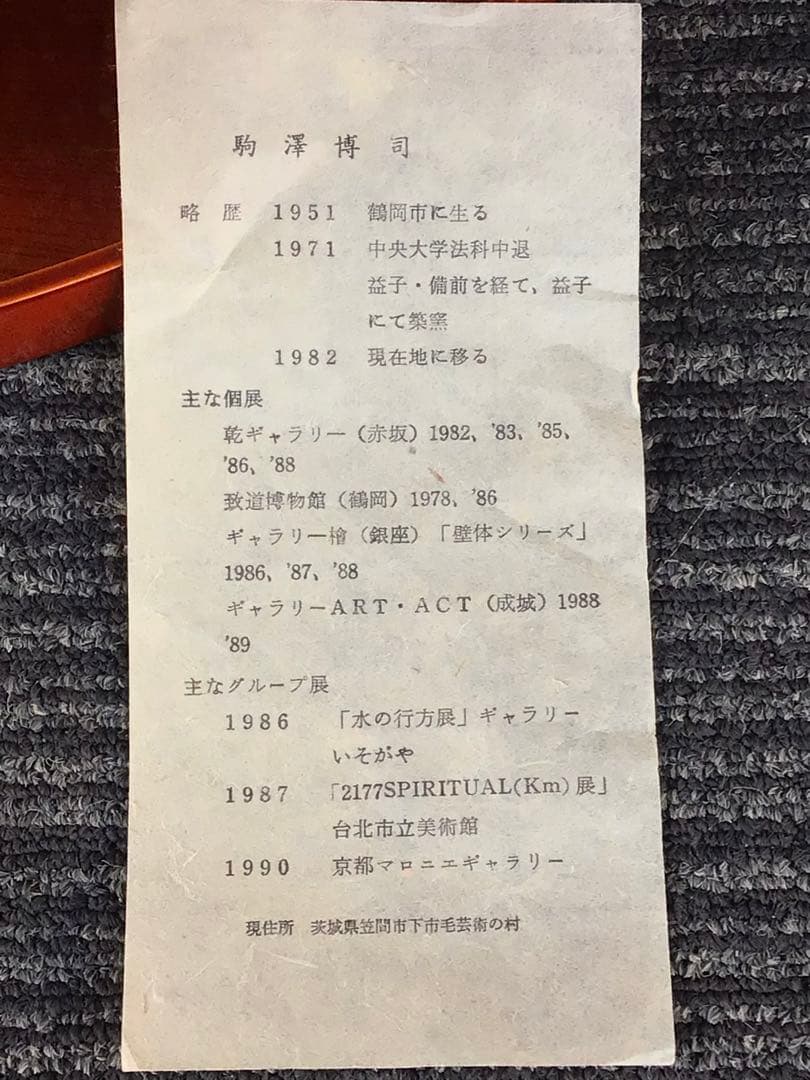 駒澤博司
略歴 1951 鶴岡市に生る
1971 中央大学法科中退
益子・備前を経て、益子
にて築窯
1982 現在地に移る
主な個展
乾ギャラリー（赤坂）1982、'83、'85、
'86、'88
致道博物館（鶴岡）1978、'86
ギャラリー檜（銀座）「壁体シリーズ」
1986、'87、'88
ギャラリーART・ACT（成城）1988
'89
主なグループ展
1986 「水の行方展」ギャラリー
いそがや
1987 「2177SPIRITUAL(Km)展」
台北市立美術館
1990 京都マロニエギャラリー
現住所 茨城県笠間市下市毛芸術の村